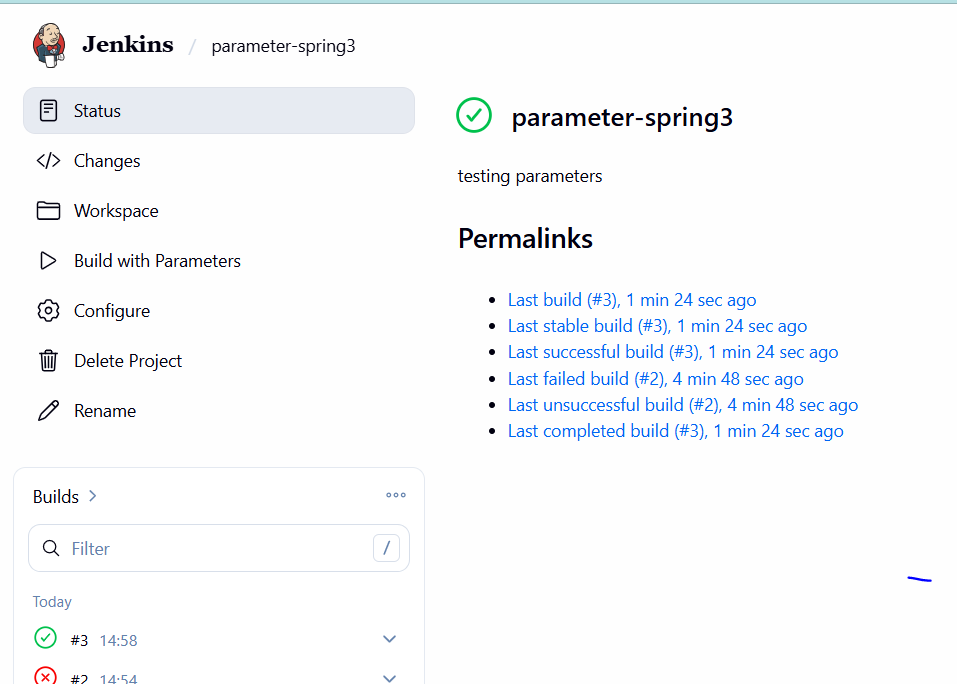 Jenkins / parameter-spring3
Status
Changes
Workspace
Build with Parameters
Configure
Delete Project
Rename
Builds
Filter /
Today
#3 14:58
#2 14:54
parameter-spring3
testing parameters
Permalinks
Last build (#3), 1 min 24 sec ago
Last stable build (#3), 1 min 24 sec ago
Last successful build (#3), 1 min 24 sec ago
Last failed build (#2), 4 min 48 sec ago
Last unsuccessful build (#2), 4 min 48 sec ago
Last completed build (#3), 1 min 24 sec ago